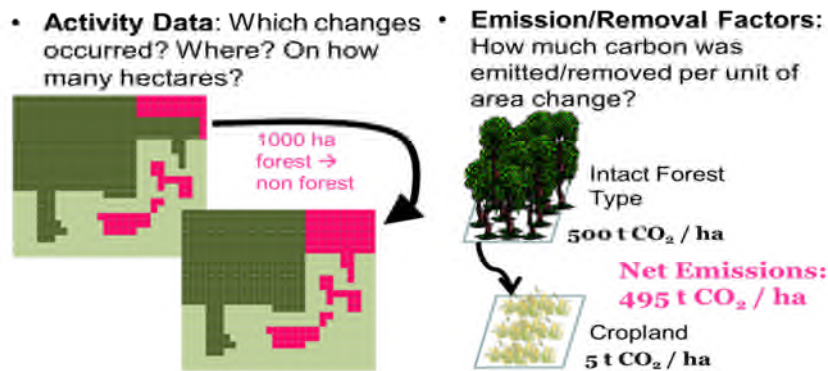 • Activity Data: Which changes
occurred? Where? On how
many hectares?
1000 ha
forest →
non forest
• Emission/Removal Factors:
How much carbon was
emitted/removed per unit of
area change?
Intact Forest
Type
500 t CO₂ / ha
Net Emissions:
495 t CO₂ / ha
Cropland
5 t CO₂ / ha